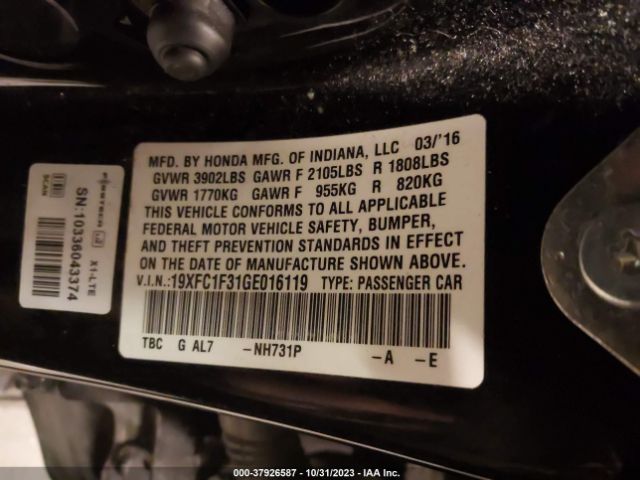 MFD. BY HONDA MFG. OF INDIANA, LLC 03/'16
GVWR 3902LBS GAWR F 2105LBS R 1808LBS
GVWR 1770KG GAWR F 955KG R 820KG
THIS VEHICLE CONFORMS TO ALL APPLICABLE
FEDERAL MOTOR VEHICLE SAFETY, BUMPER,
AND THEFT PREVENTION STANDARDS IN EFFECT
ON THE DATE OF MANUFACTURE SHOWN ABOVE.
V.I.N.:19XFC1F31GE016119 TYPE: PASSENGER CAR
TBC G AL7 -NH731P -A -E
SCAN
SN:10336043374
X1-LTE
000-37926587 - 10/31/2023 - IAA Inc.